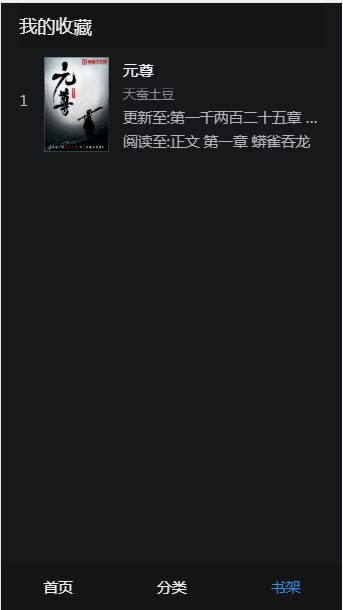 我的收藏
1
元尊
元尊
天蚕土豆
更新至:第一千两百二十五章 ...
阅读至:正文 第一章 蟒雀吞龙
首页 分类 书架